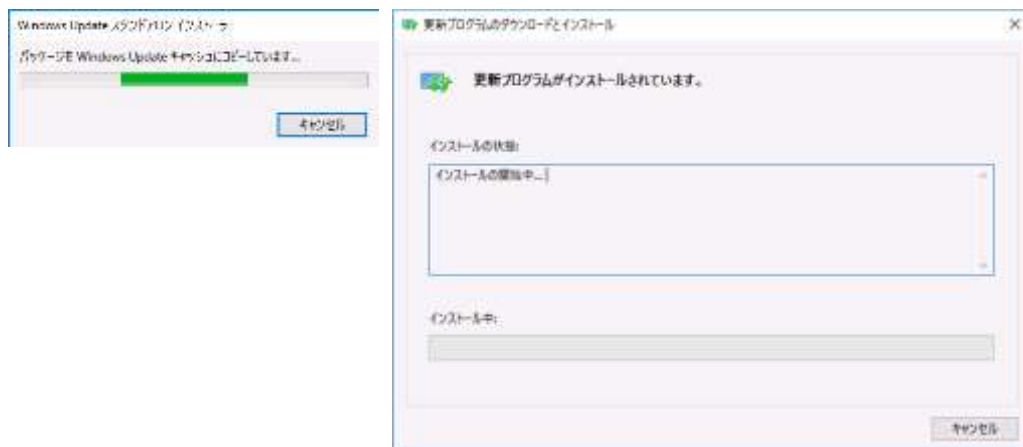 Windows Update スタンドアロン インストーラー
パッケージを Windows Update キャッシュにコピーしています...
キャンセル
更新プログラムのダウンロードとインストール
更新プログラムがインストールされています。
インストールの状態:
インストールの開始中...
インストール中:
キャンセル